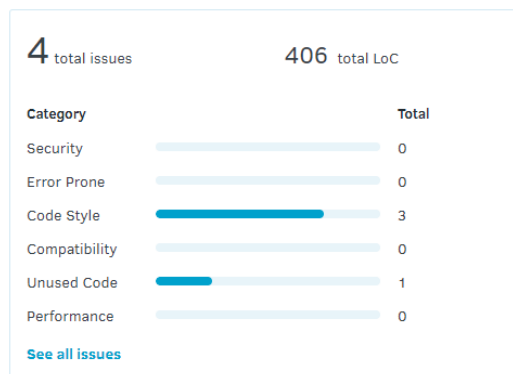 4 total issues 406 total LoC
Category Total
Security 0
Error Prone 0
Code Style 3
Compatibility 0
Unused Code 1
Performance 0
See all issues